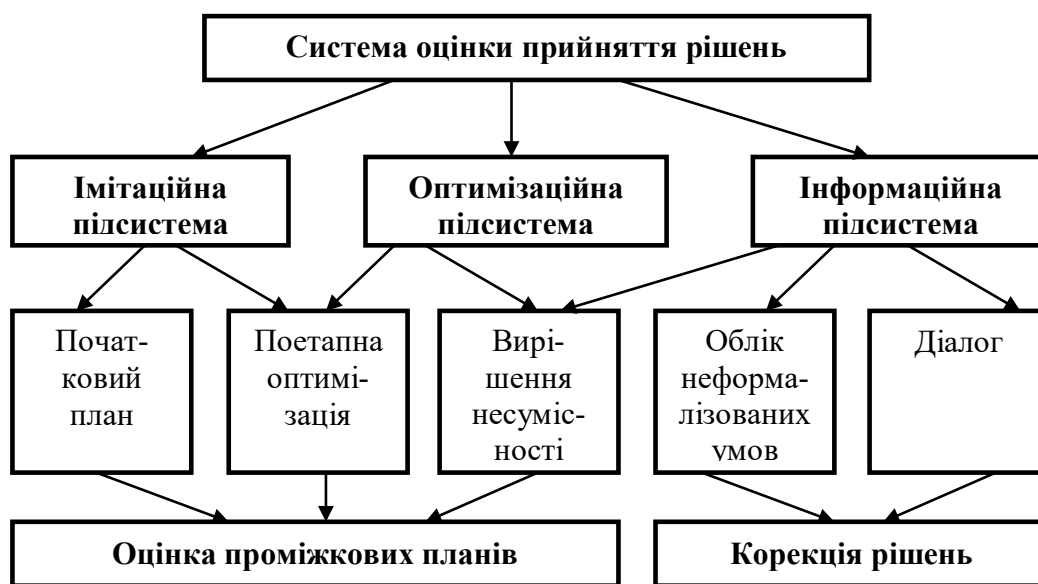 Система оцінки прийняття рішень
Імітаційна
підсистема
Оптимізаційна
підсистема
Інформаційна
підсистема
Почат-
ковий
план
Поетапна
оптимі-
зація
Вирі-
шення
несуміс-
ності
Облік
неформа-
лізованих
умов
Діалог
Оцінка проміжкових планів
Корекція рішень